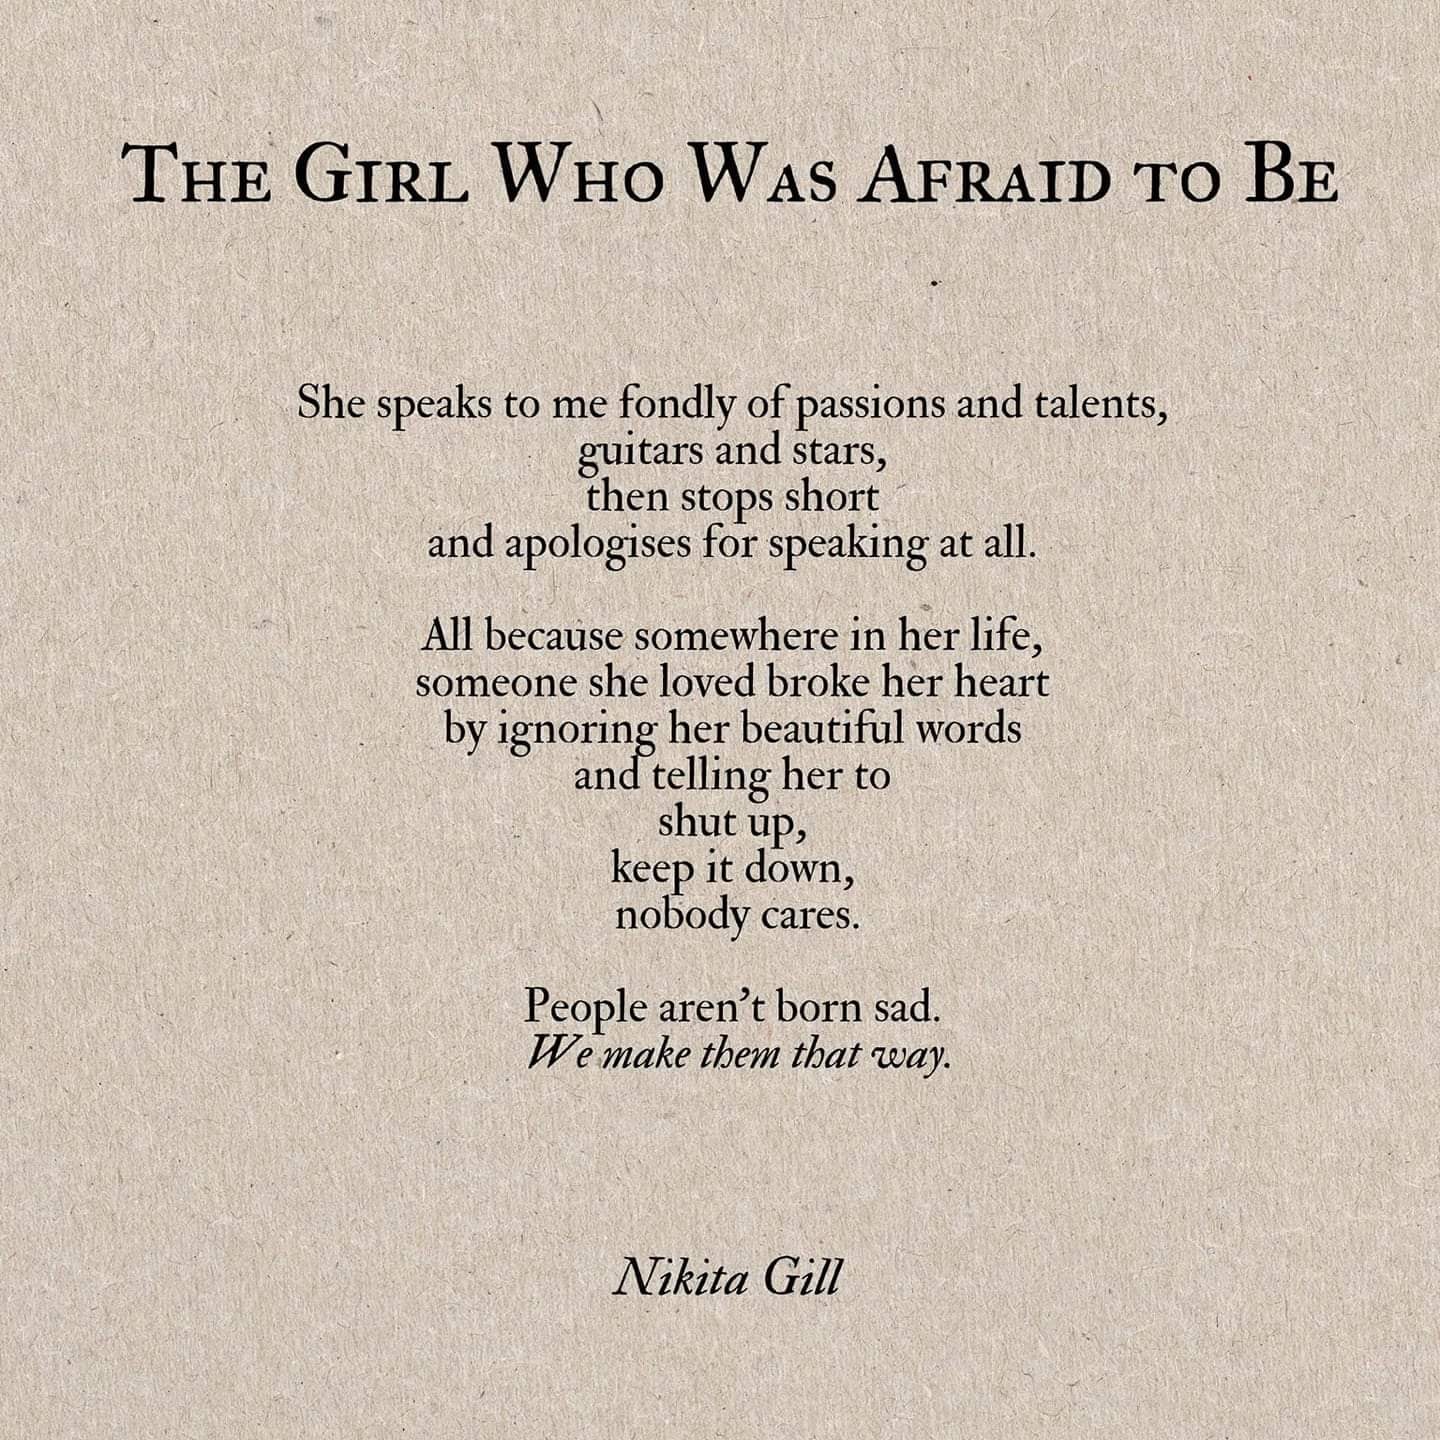 The Girl Who Was Afraid to Be
She speaks to me fondly of passions and talents,
guitars and stars,
then stops short
and apologises for speaking at all.
All because somewhere in her life,
someone she loved broke her heart
by ignoring her beautiful words
and telling her to
shut up,
keep it down,
nobody cares.
People aren’t born sad.
We make them that way.
Nikita Gill